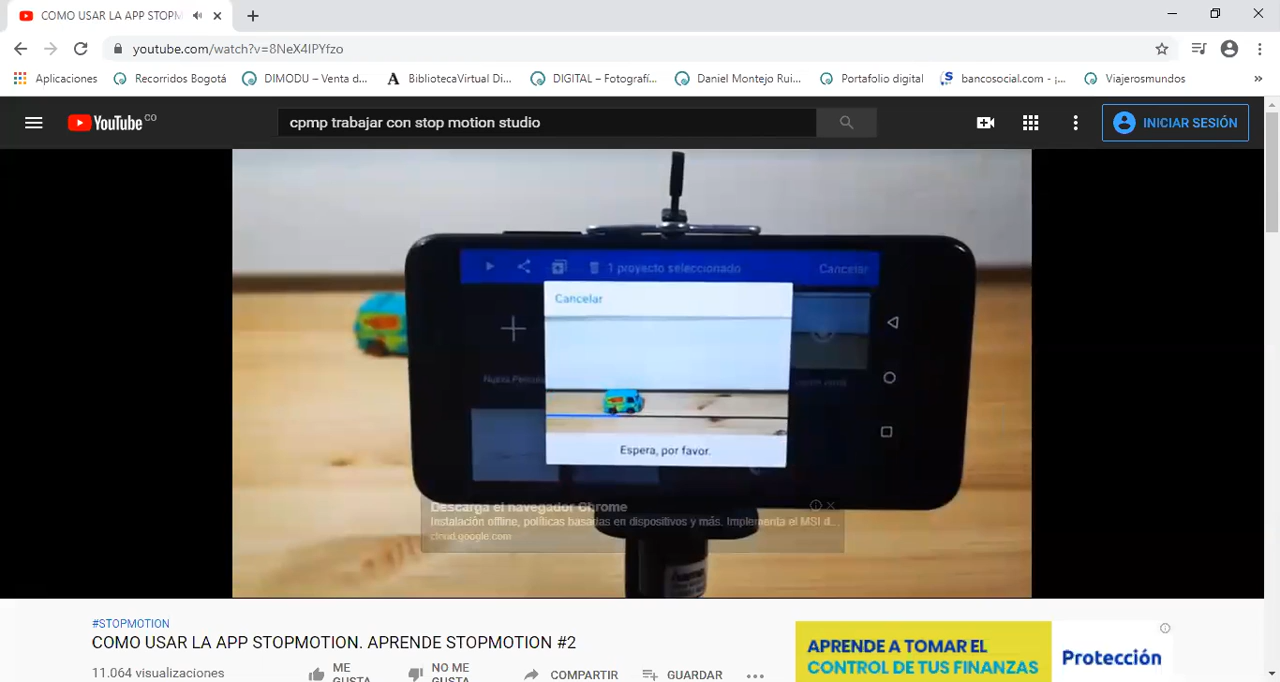 COMO USAR LA APP STOPM
youtube.com/watch?v=8NeX4IPYfzo
Aplicaciones
Recorridos Bogotá
DIMODU – Venta d...
A BibliotecaVirtual Di...
DIGITAL – Fotografí...
Daniel Montejo Rui...
Portafolio digital
bancosocial.com - ¡...
Viajerosmundos
»
YouTube CO
cpmp trabajar con stop motion studio
INICIAR SESIÓN
1 proyecto seleccionado
Cancelar
Cancelar
Espera, por favor.
Descarga el navegador Chrome
Instalación offline, políticas basadas en dispositivos y más. Implementa el MSI d...
cloud.google.com
hama
#STOPMOTION
COMO USAR LA APP STOPMOTION. APRENDE STOPMOTION #2
11.064 visualizaciones
ME GUSTA
NO ME GUSTA
COMPARTIR
GUARDAR
APRENDE A TOMAR EL
CONTROL DE TUS FINANZAS
Protección